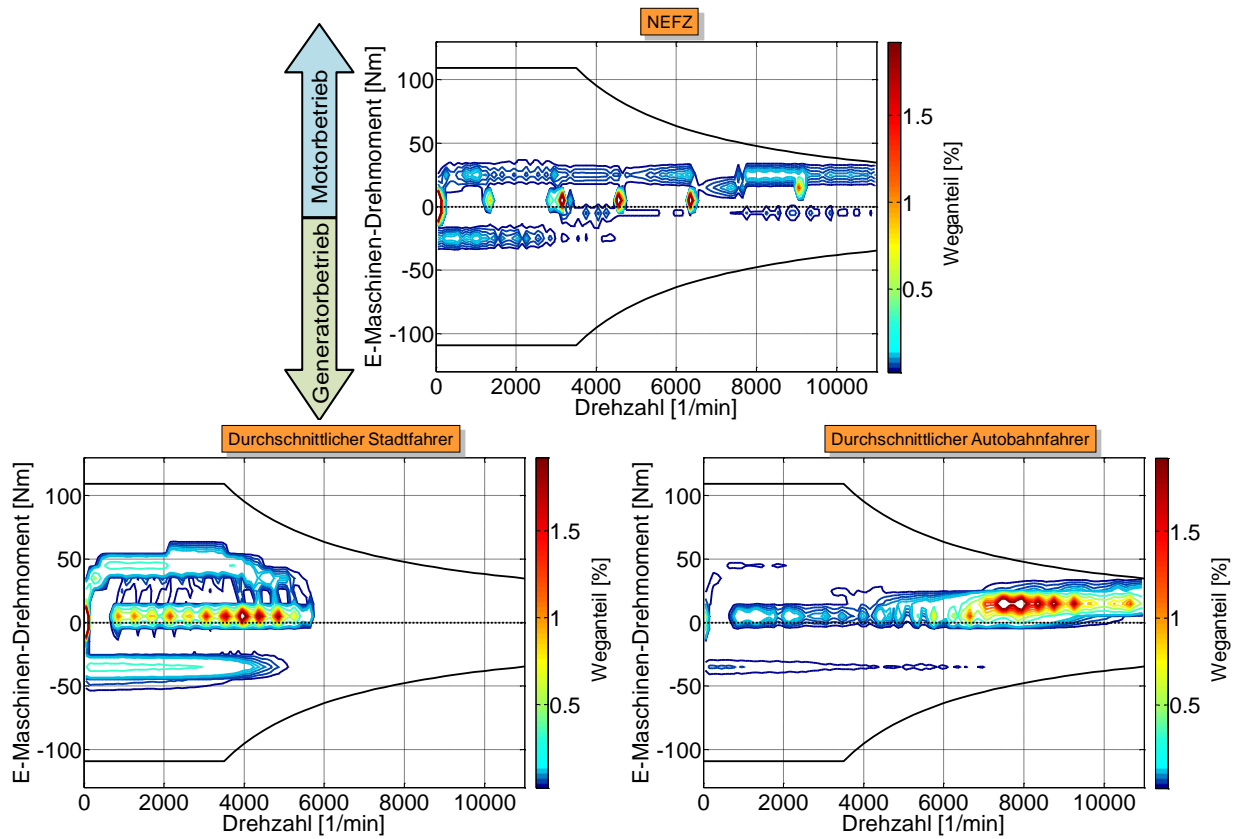 NEFZ
Motorbetrieb
Generatorbetrieb
E-Maschinen-Drehmoment [Nm]
100
50
0
-50
-100
0 2000 4000 6000 8000 10000
Drehzahl [1/min]
1.5
1
0.5
Weganteil [%]
Durchschnittlicher Stadtfahrer
E-Maschinen-Drehmoment [Nm]
100
50
0
-50
-100
0 2000 4000 6000 8000 10000
Drehzahl [1/min]
1.5
1
0.5
Weganteil [%]
Durchschnittlicher Autobahnfahrer
E-Maschinen-Drehmoment [Nm]
100
50
0
-50
-100
0 2000 4000 6000 8000 10000
Drehzahl [1/min]
1.5
1
0.5
Weganteil [%]